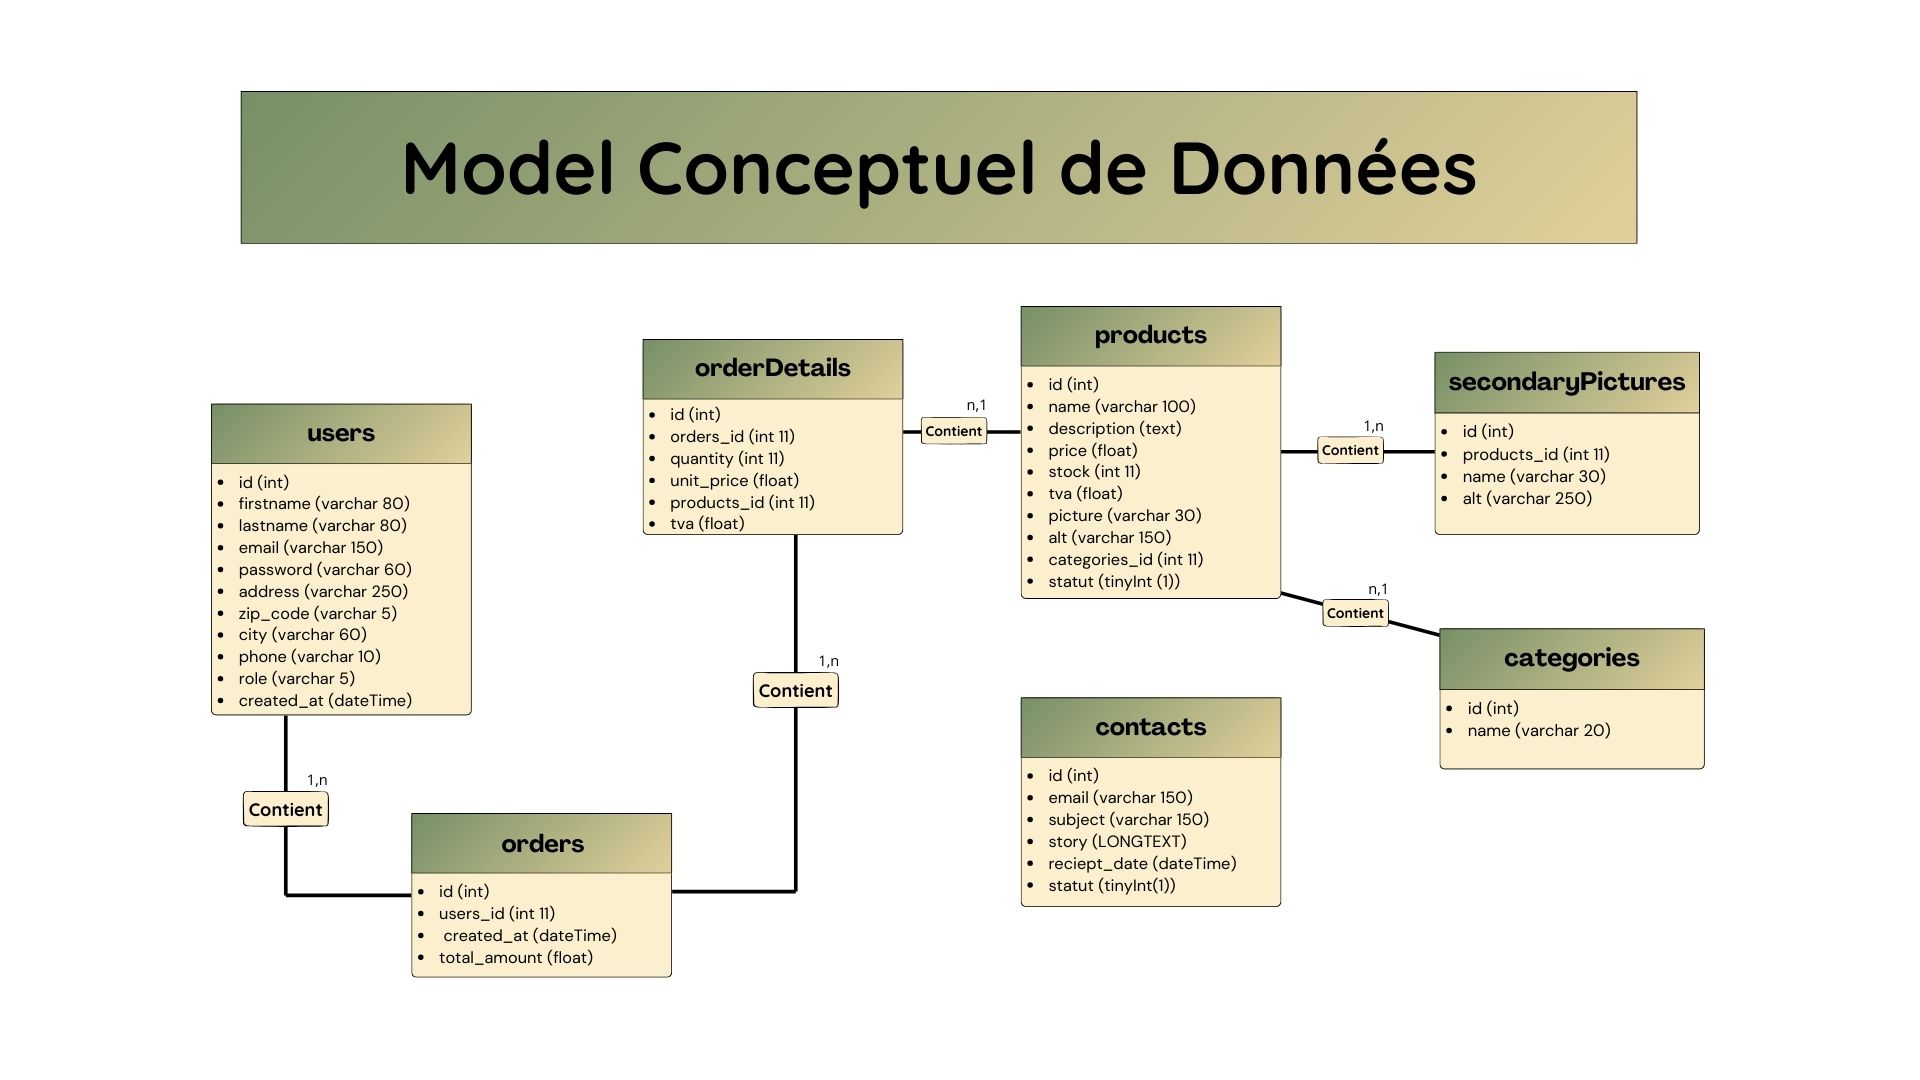 Model Conceptuel de Données
users
id (int)
firstname (varchar 80)
lastname (varchar 80)
email (varchar 150)
password (varchar 60)
address (varchar 250)
zip_code (varchar 5)
city (varchar 60)
phone (varchar 10)
role (varchar 5)
created_at (dateTime)
1,n
Contient
orders
id (int)
users_id (int 11)
created_at (dateTime)
total_amount (float)
1,n
Contient
orderDetails
id (int)
orders_id (int 11)
quantity (int 11)
unit_price (float)
products_id (int 11)
tva (float)
n,1
Contient
products
id (int)
name (varchar 100)
description (text)
price (float)
stock (int 11)
tva (float)
picture (varchar 30)
alt (varchar 150)
categories_id (int 11)
statut (tinyInt (1))
1,n
Contient
secondaryPictures
id (int)
products_id (int 11)
name (varchar 30)
alt (varchar 250)
n,1
Contient
categories
id (int)
name (varchar 20)
contacts
id (int)
email (varchar 150)
subject (varchar 150)
story (LONGTEXT)
reciept_date (dateTime)
statut (tinyInt(1))